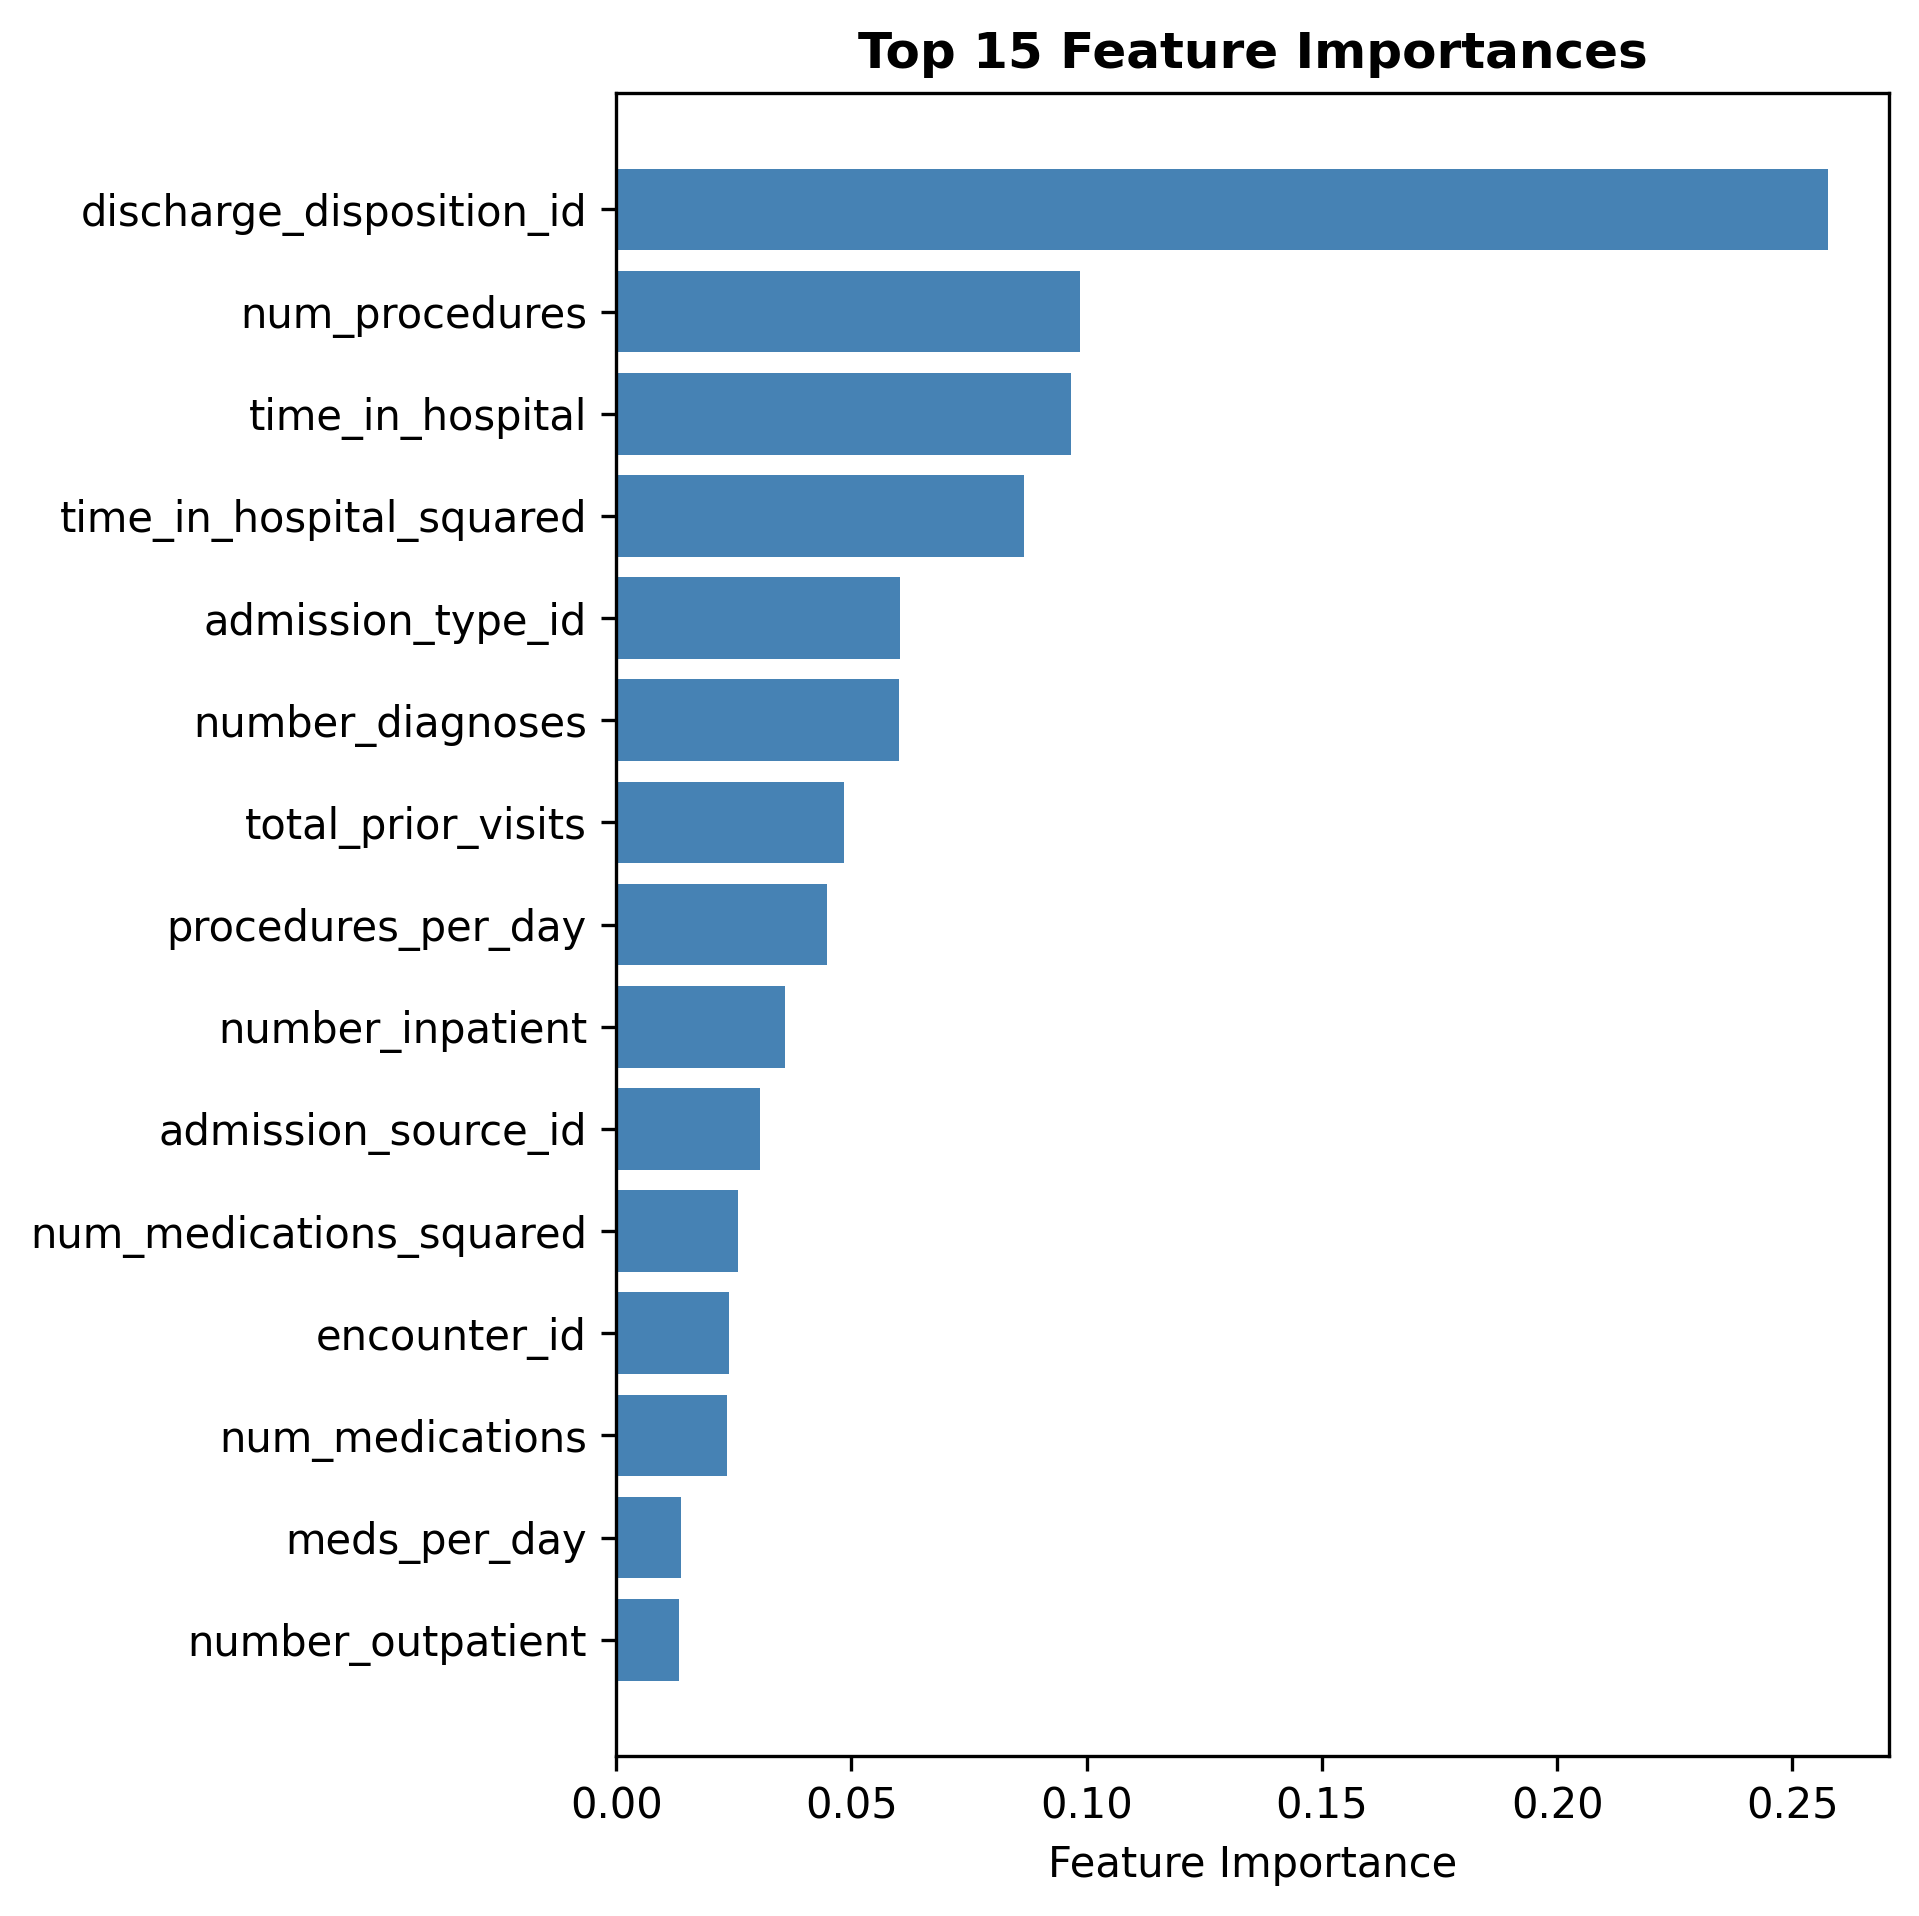 Top 15 Feature Importances
discharge_disposition_id
num_procedures
time_in_hospital
time_in_hospital_squared
admission_type_id
number_diagnoses
total_prior_visits
procedures_per_day
number_inpatient
admission_source_id
num_medications_squared
encounter_id
num_medications
meds_per_day
number_outpatient
0.00 0.05 0.10 0.15 0.20 0.25
Feature Importance